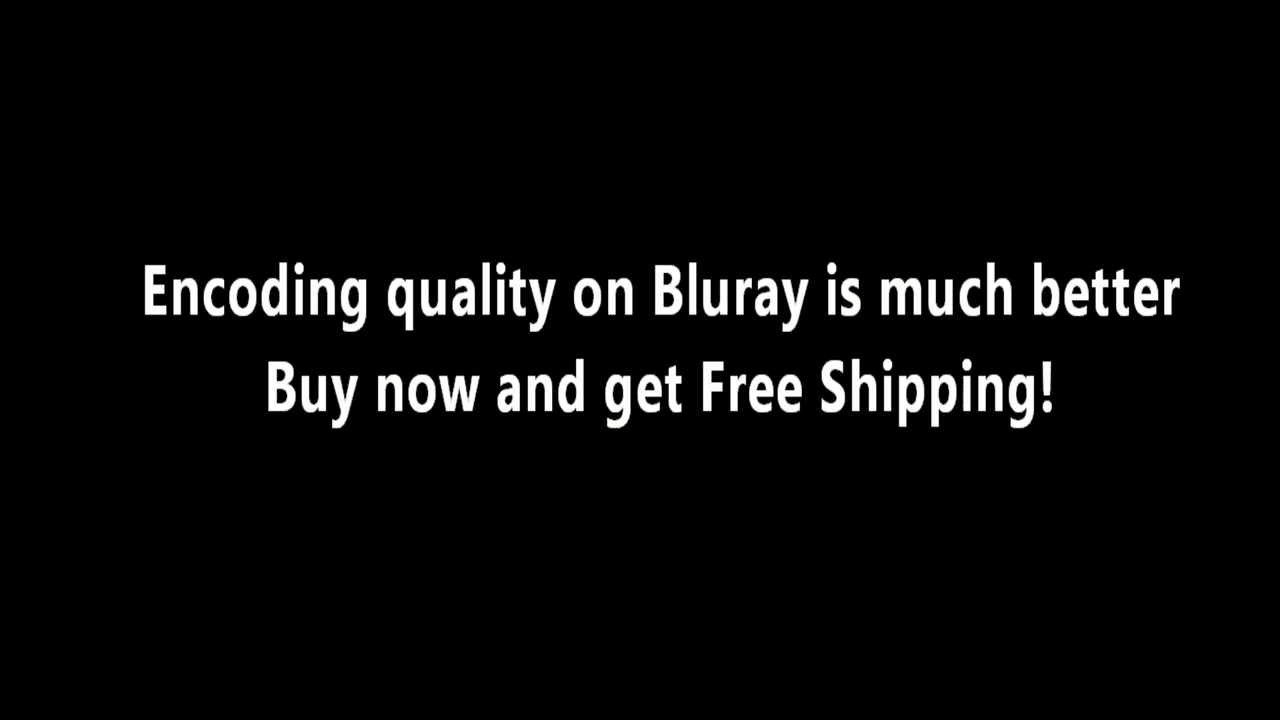 Encoding quality on Bluray is much better
Buy now and get Free Shipping!